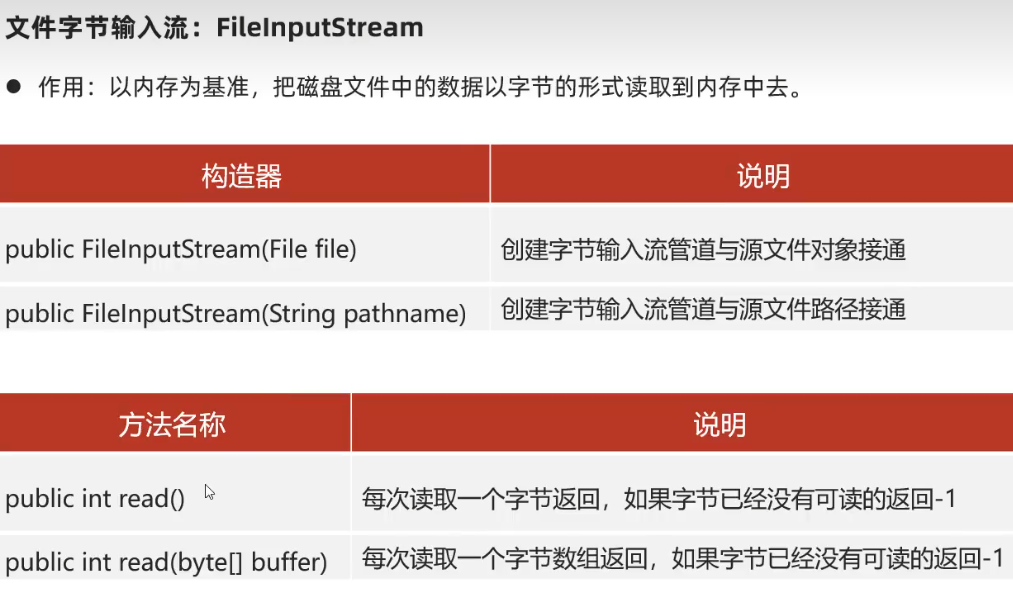 文件字节输入流：FileInputStream
● 作用：以内存为基准，把磁盘文件中的数据以字节的形式读取到内存中去。
构造器 说明
public FileInputStream(File file) 创建字节输入流管道与源文件对象接通
public FileInputStream(String pathname) 创建字节输入流管道与源文件路径接通
方法名称 说明
public int read() 每次读取一个字节返回，如果字节已经没有可读的返回-1
public int read(byte[] buffer) 每次读取一个字节数组返回，如果字节已经没有可读的返回-1